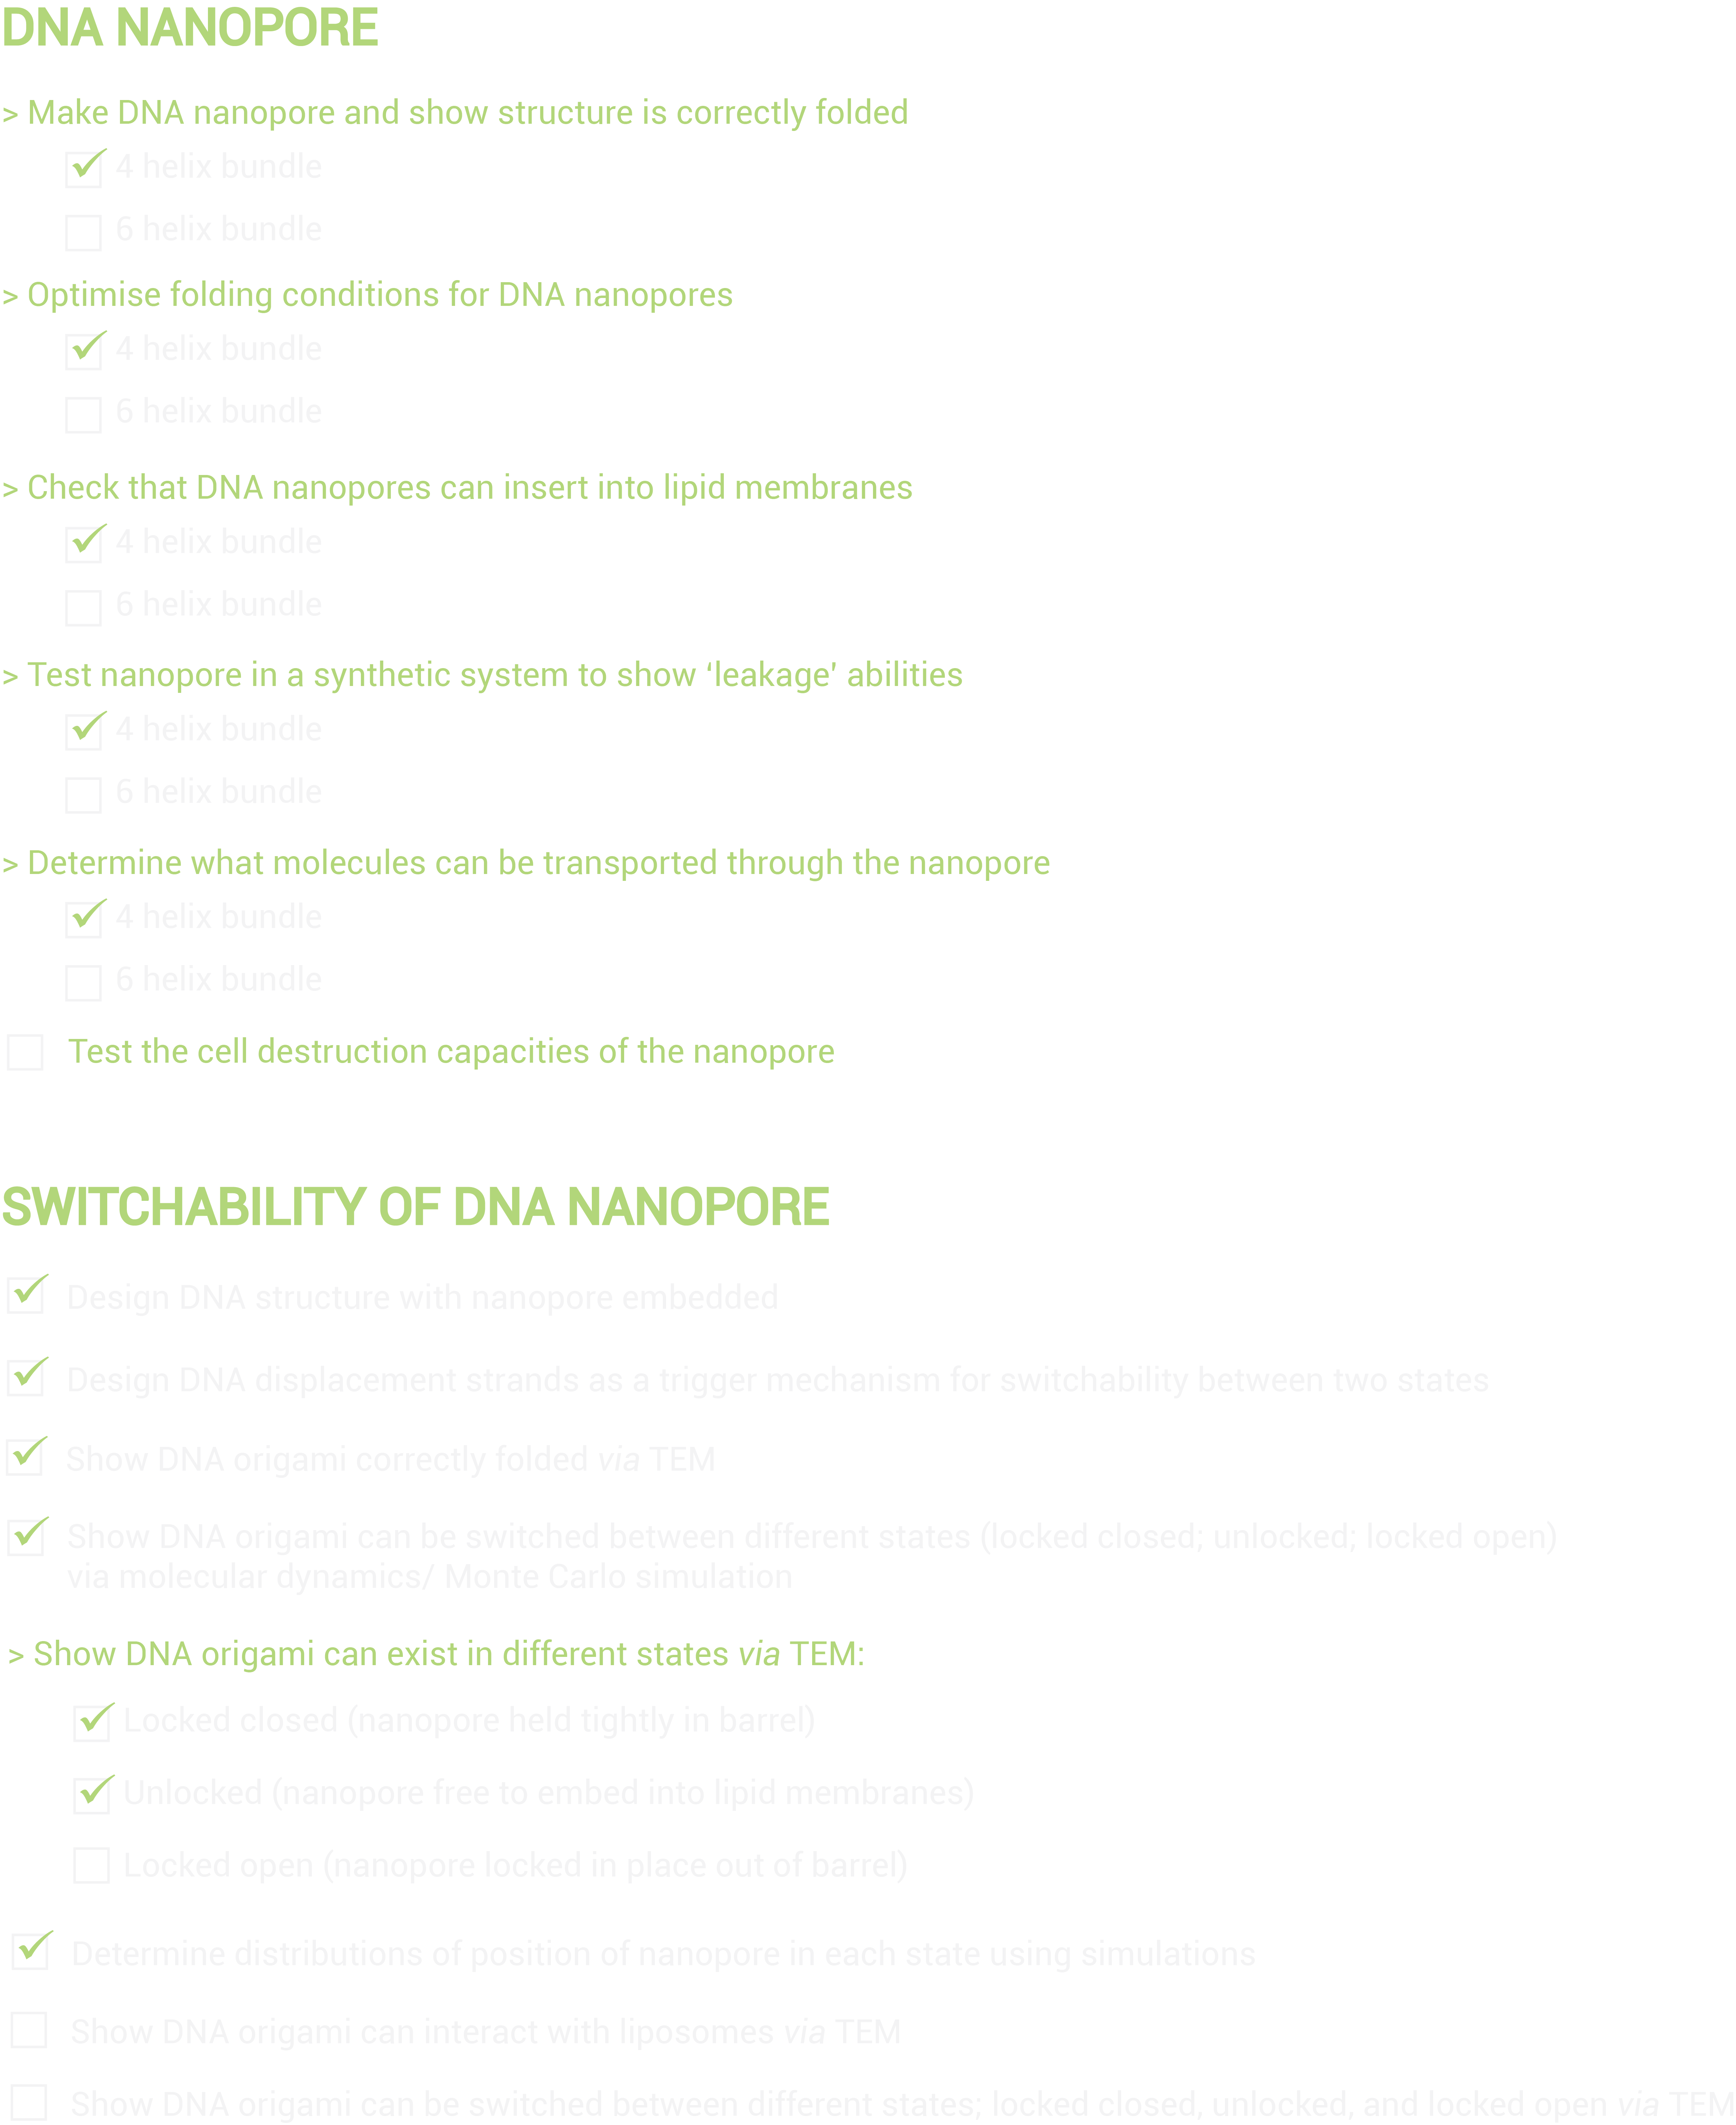 DNA NANOPORE
> Make DNA nanopore and show structure is correctly folded
4 helix bundle
6 helix bundle
> Optimise folding conditions for DNA nanopores
4 helix bundle
6 helix bundle
> Check that DNA nanopores can insert into lipid membranes
4 helix bundle
6 helix bundle
> Test nanopore in a synthetic system to show ‘leakage’ abilities
4 helix bundle
6 helix bundle
> Determine what molecules can be transported through the nanopore
4 helix bundle
6 helix bundle
Test the cell destruction capacities of the nanopore
SWITCHABILITY OF DNA NANOPORE
Design DNA structure with nanopore embedded
Design DNA displacement strands as a trigger mechanism for switchability between two states
Show DNA origami correctly folded via TEM
Show DNA origami can be switched between different states (locked closed; unlocked; locked open)
via molecular dynamics/ Monte Carlo simulation
> Show DNA origami can exist in different states via TEM:
Locked closed (nanopore held tightly in barrel)
Unlocked (nanopore free to embed into lipid membranes)
Locked open (nanopore locked in place out of barrel)
Determine distributions of position of nanopore in each state using simulations
Show DNA origami can interact with liposomes via TEM
Show DNA origami can be switched between different states; locked closed, unlocked, and locked open via TEM